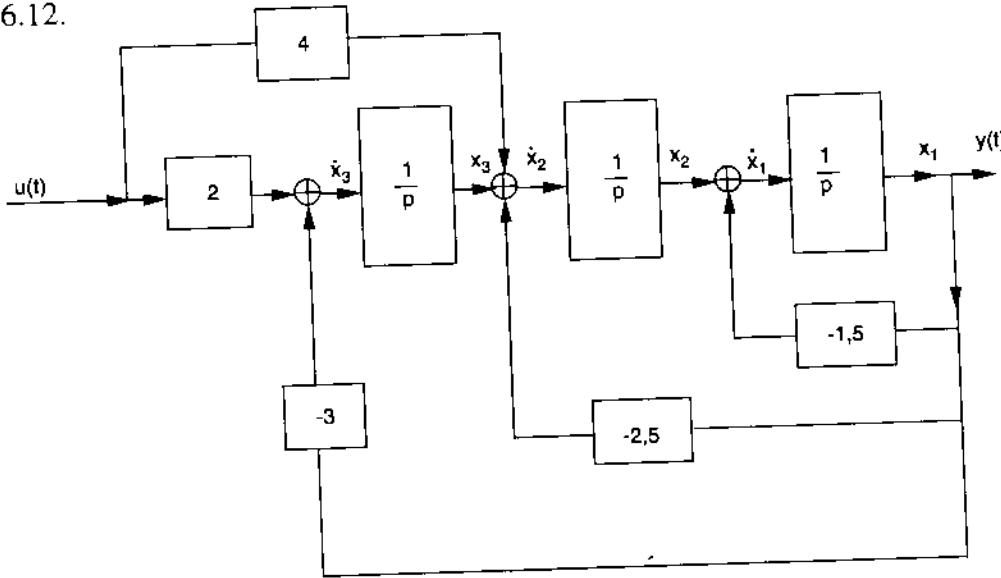 6.12.
4
u(t)
2
ẋ₃
1
p
x₃
ẋ₂
1
p
x₂
ẋ₁
1
p
x₁
y(t)
-1,5
-3
-2,5